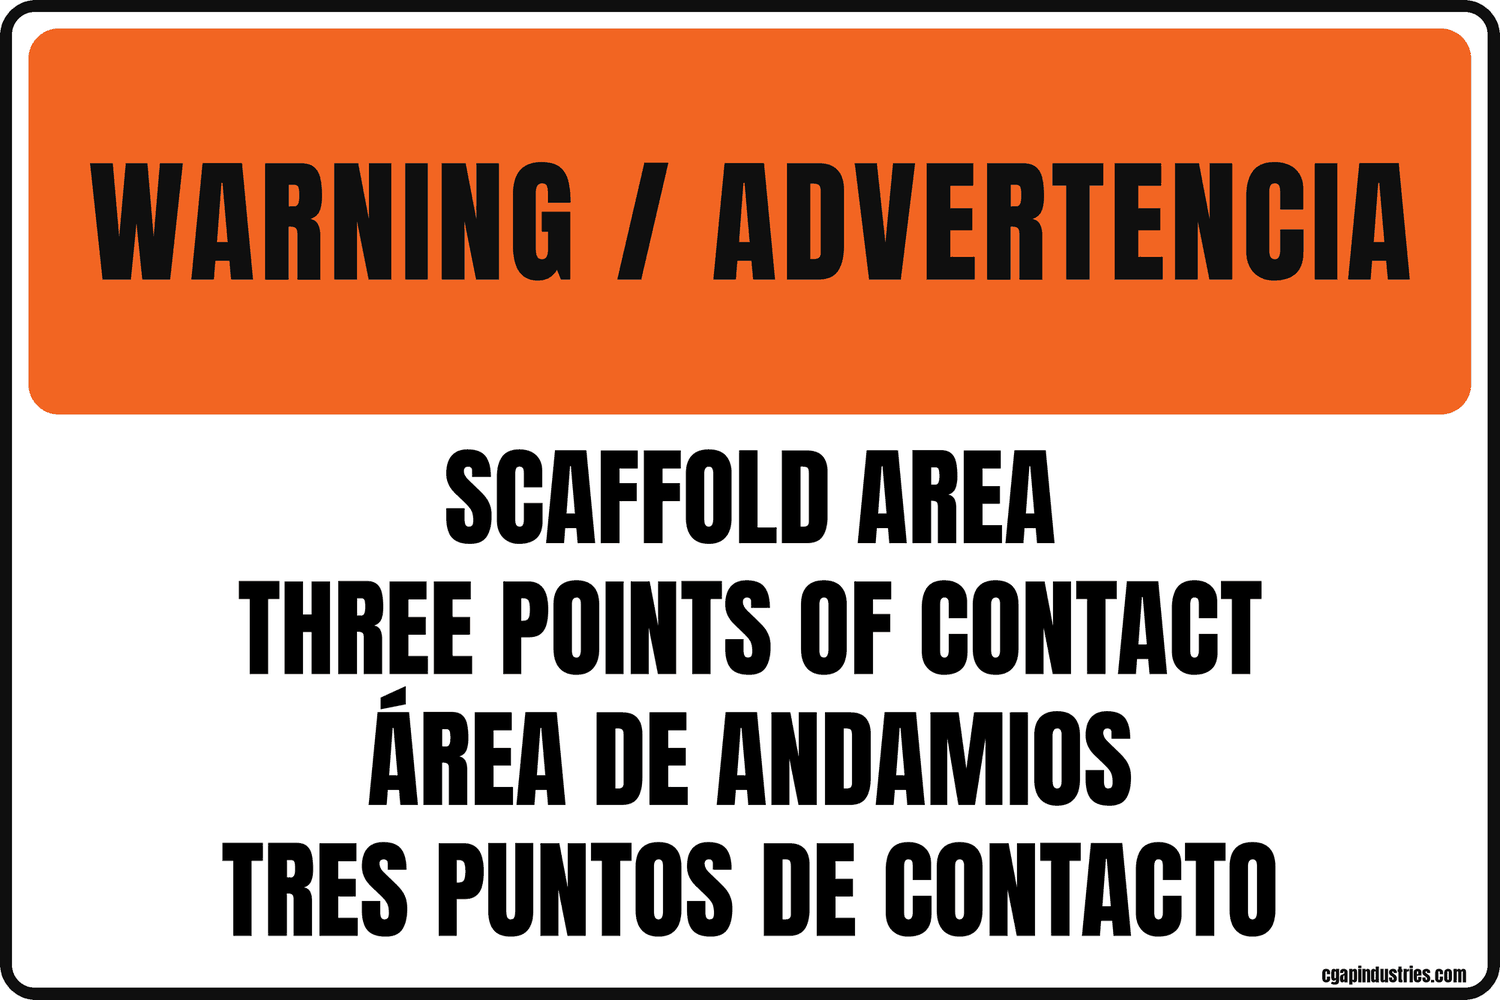 WARNING / ADVERTENCIA
SCAFFOLD AREA
THREE POINTS OF CONTACT
ÁREA DE ANDAMIOS
TRES PUNTOS DE CONTACTO
cgapindustries.com